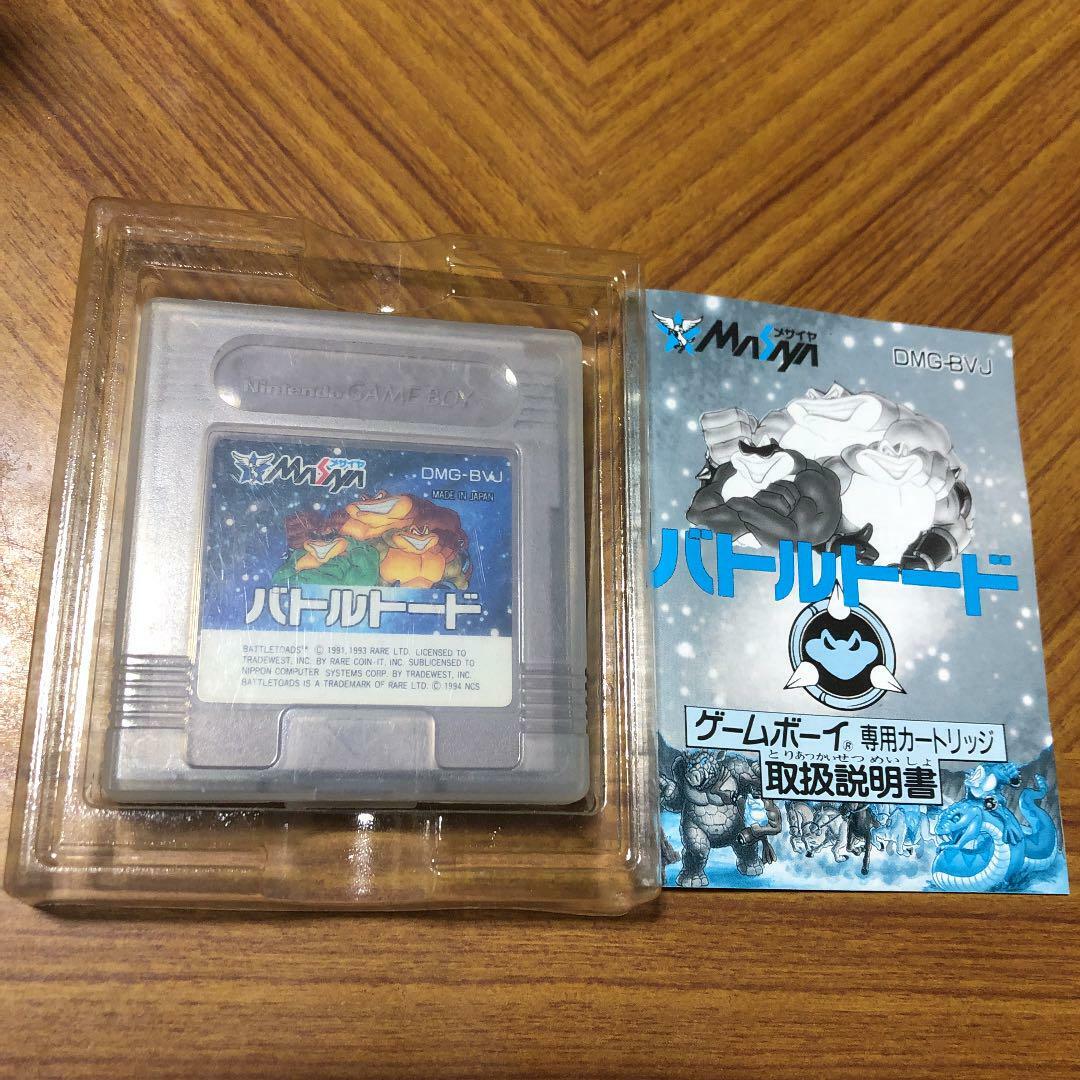 Nintendo GAME BOY
メサイヤ
MASAYA
DMG-BVJ
MADE IN JAPAN
バトルトード
BATTLETOADS™ © 1991,1993 RARE LTD. LICENSED TO
TRADEWEST, INC. BY RARE COIN-IT, INC. SUBLICENSED TO
NIPPON COMPUTER SYSTEMS CORP. BY TRADEWEST, INC.
BATTLETOADS IS A TRADEMARK OF RARE LTD. © 1994 NCS
メサイヤ
MASAYA
DMG-BVJ
バトルトード
ゲームボーイ® 専用カートリッジ
とりあつかいせつめいしょ
取扱説明書